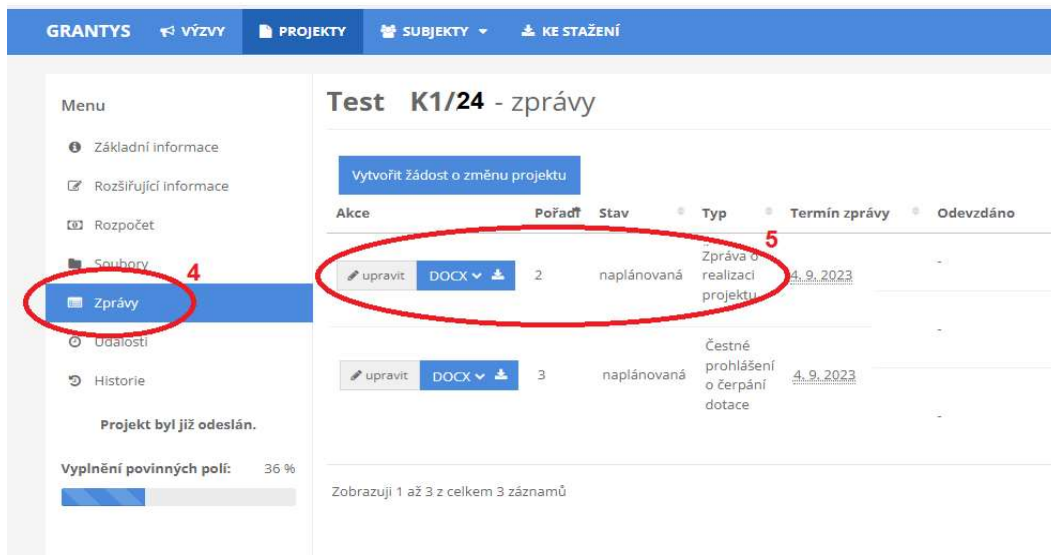 GRANTYS VÝZVY PROJEKTY SUBJEKTY KE STAŽENÍ
Menu
Základní informace
Rozšiřující informace
Rozpočet
Soubory
4
Zprávy
Události
Historie
Projekt byl již odeslán.
Vyplnění povinných polí: 36 %
Test K1/24 - zprávy
Vytvořit žádost o změnu projektu
Akce Pořadí Stav Typ Termín zprávy Odevzdáno
5
upravit DOCX 2 naplánovaná Zpráva o
realizaci
projektu 4. 9. 2023 -
-
upravit DOCX 3 naplánovaná Čestné
prohlášení
o čerpání
dotace 4. 9. 2023
-
Zobrazuji 1 až 3 z celkem 3 záznamů